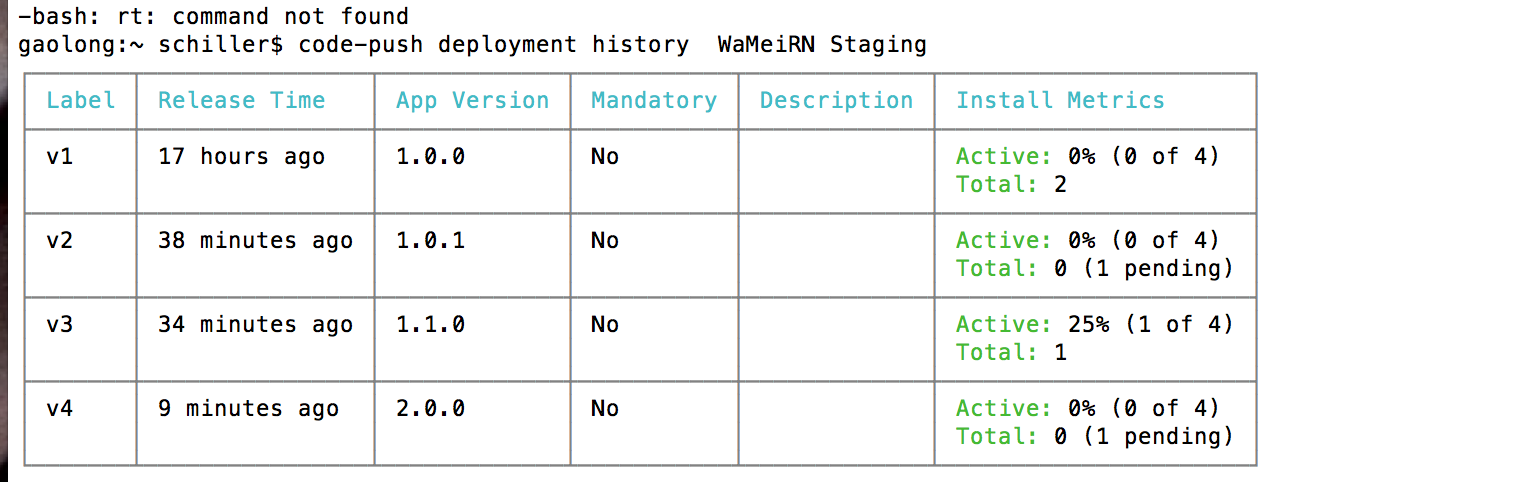 -bash: rt: command not found
gaolong:~ schiller$ code-push deployment history  WaMeiRN Staging
Label Release Time App Version Mandatory Description Install Metrics
v1 17 hours ago 1.0.0 No Active: 0% (0 of 4)
Total: 2
v2 38 minutes ago 1.0.1 No Active: 0% (0 of 4)
Total: 0 (1 pending)
v3 34 minutes ago 1.1.0 No Active: 25% (1 of 4)
Total: 1
v4 9 minutes ago 2.0.0 No Active: 0% (0 of 4)
Total: 0 (1 pending)